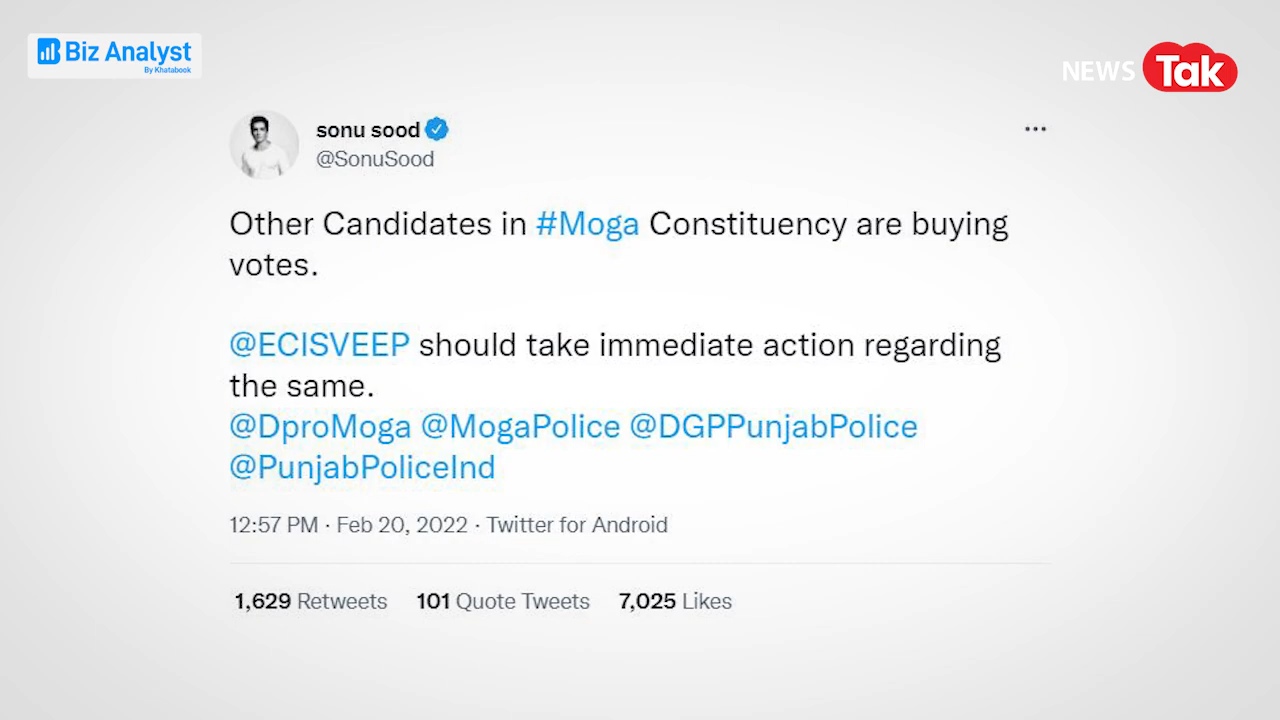 Biz Analyst
By Khatabook
NEWS Tak
sonu sood
@SonuSood
Other Candidates in #Moga Constituency are buying
votes.
@ECISVEEP should take immediate action regarding
the same.
@DproMoga @MogaPolice @DGPPunjabPolice
@PunjabPoliceInd
12:57 PM · Feb 20, 2022 · Twitter for Android
1,629 Retweets 101 Quote Tweets 7,025 Likes